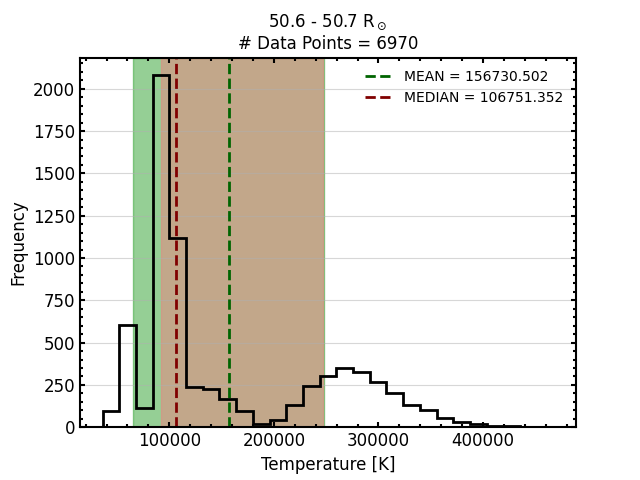 50.6 - 50.7 R⊙
# Data Points = 6970
MEAN = 156730.502
MEDIAN = 106751.352
Frequency
2000
1750
1500
1250
1000
750
500
250
0
100000 200000 300000 400000
Temperature [K]